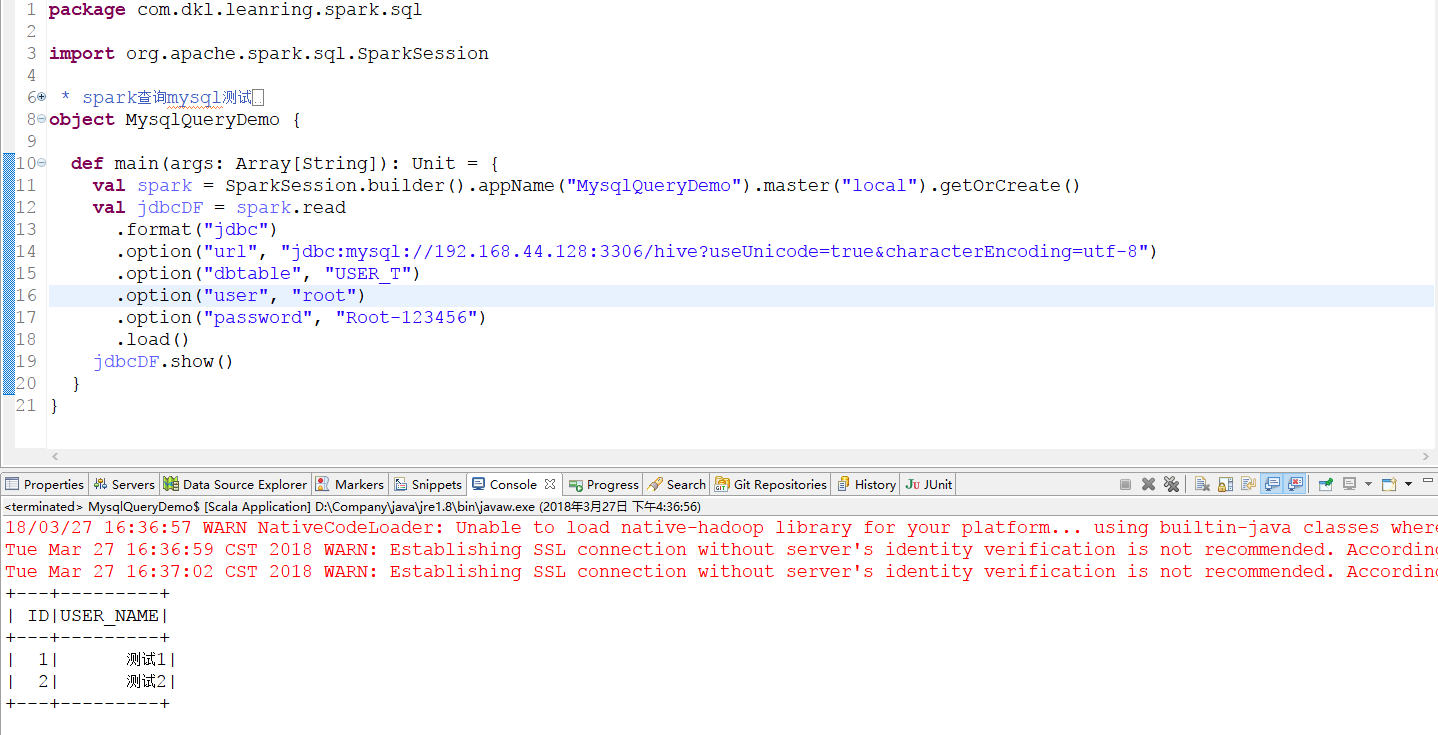 1 package com.dkl.leanring.spark.sql
2
3 import org.apache.spark.sql.SparkSession
4
6 * spark查询mysql测试
8 object MysqlQueryDemo {
9
10 def main(args: Array[String]): Unit = {
11 val spark = SparkSession.builder().appName("MysqlQueryDemo").master("local").getOrCreate()
12 val jdbcDF = spark.read
13 .format("jdbc")
14 .option("url", "jdbc:mysql://192.168.44.128:3306/hive?useUnicode=true&characterEncoding=utf-8")
15 .option("dbtable", "USER_T")
16 .option("user", "root")
17 .option("password", "Root-123456")
18 .load()
19 jdbcDF.show()
20 }
21 }
Properties Servers Data Source Explorer Markers Snippets Console Progress Search Git Repositories History JUnit
<terminated> MysqlQueryDemo$ [Scala Application] D:\Company\java\jre1.8\bin\javaw.exe (2018年3月27日 下午4:36:56)
18/03/27 16:36:57 WARN NativeCodeLoader: Unable to load native-hadoop library for your platform... using builtin-java classes where
Tue Mar 27 16:36:59 CST 2018 WARN: Establishing SSL connection without server's identity verification is not recommended. According
Tue Mar 27 16:37:02 CST 2018 WARN: Establishing SSL connection without server's identity verification is not recommended. According
+---+---------+
| ID|USER_NAME|
+---+---------+
| 1| 测试1|
| 2| 测试2|
+---+---------+